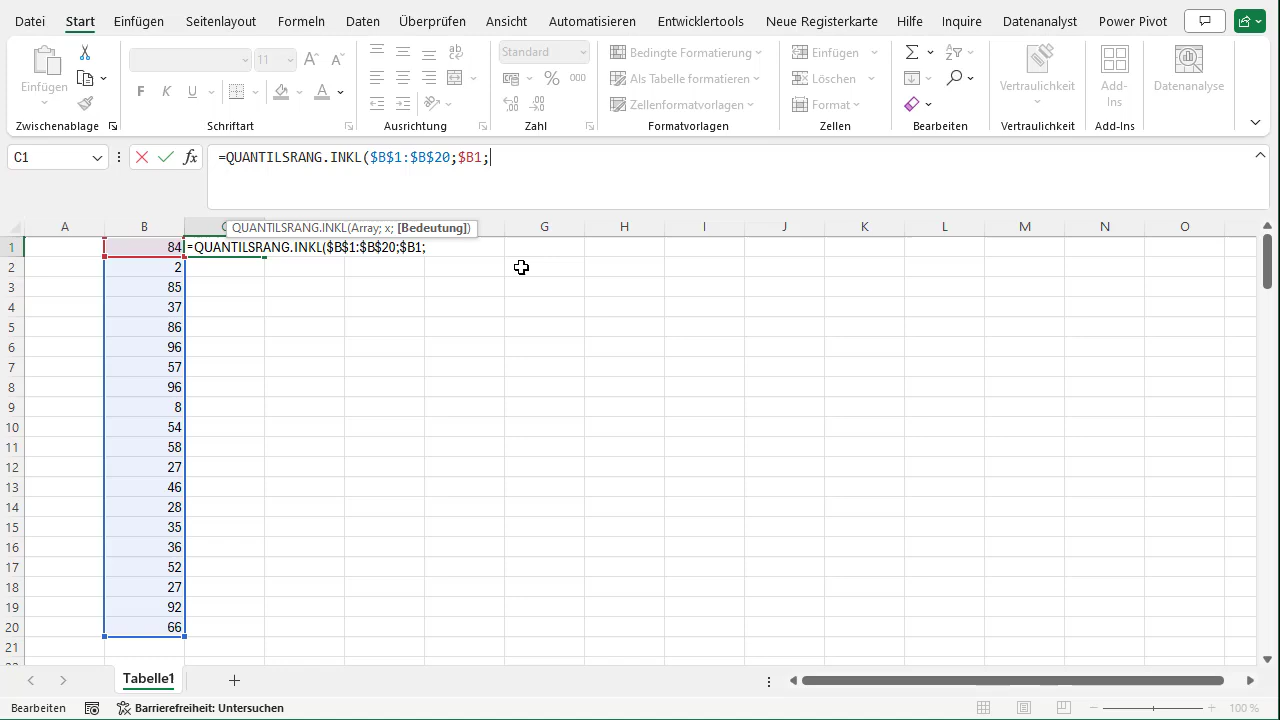 Datei Start Einfügen Seitenlayout Formeln Daten Überprüfen Ansicht Automatisieren Entwicklertools Neue Registerkarte Hilfe Inquire Datenanalyst Power Pivot
Einfügen
Zwischenablage
11
F K U
Schriftart
Ausrichtung
Standard
% 000
Zahl
Bedingte Formatierung
Als Tabelle formatieren
Zellenformatvorlagen
Formatvorlagen
Einfügen
Löschen
Format
Zellen
Bearbeiten
Vertraulichkeit
Vertraulichkeit
Add-
Ins
Add-Ins
Datenanalyse
C1
fx
=QUANTILSRANG.INKL($B$1:$B$20;$B1;
QUANTILSRANG.INKL(Array; x; [Bedeutung])
A B C G H I J K L M N O
1 84 =QUANTILSRANG.INKL($B$1:$B$20;$B1;
2 2
3 85
4 37
5 86
6 96
7 57
8 96
9 8
10 54
11 58
12 27
13 46
14 28
15 35
16 36
17 52
18 27
19 92
20 66
21
Tabelle1
Bearbeiten Barrierefreiheit: Untersuchen 100 %